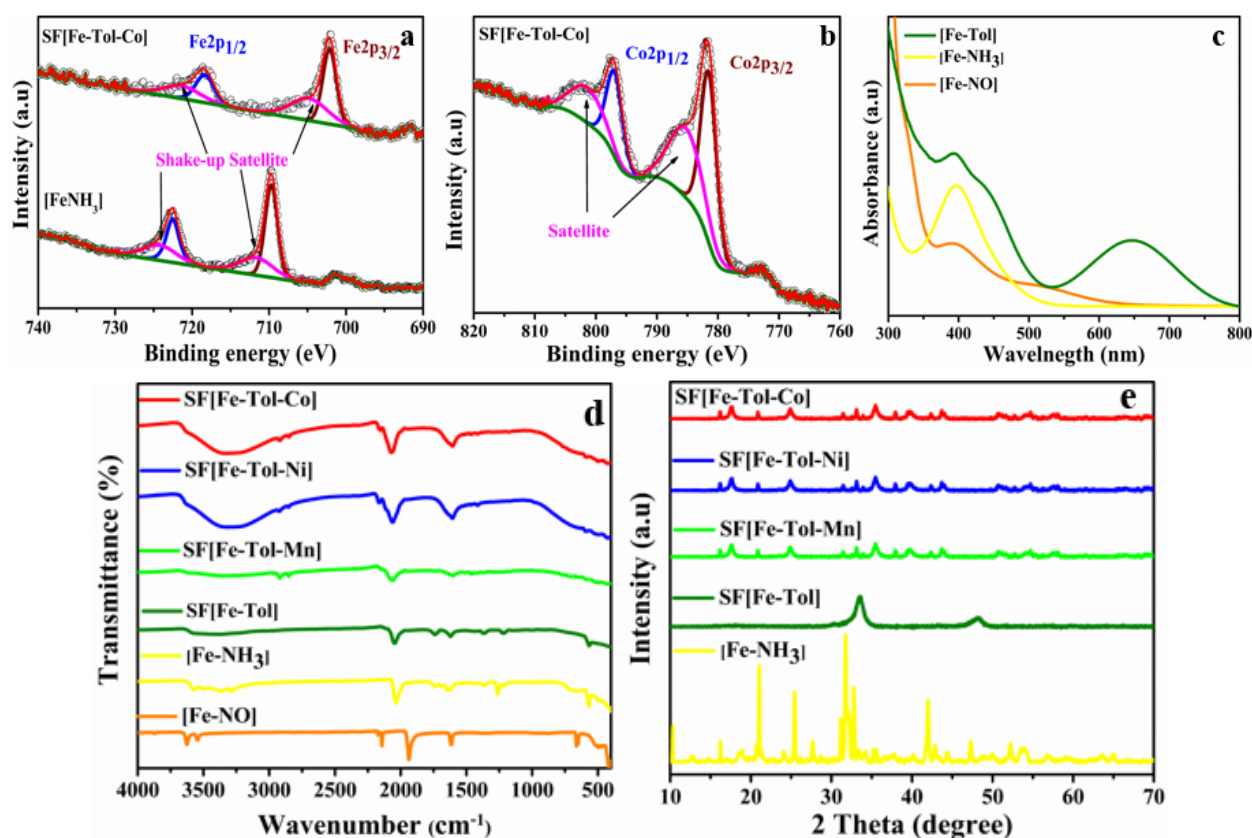 SF[Fe-Tol-Co]
Fe2p1/2
Fe2p3/2
a
Shake-up Satellite
[FeNH3]
Intensity (a.u)
740 730 720 710 700 690
Binding energy (eV)
SF[Fe-Tol-Co]
b
Co2p1/2
Co2p3/2
Satellite
Intensity (a.u)
820 800 790 780 770 760
Binding energy (eV)
[Fe-Tol]
c
[Fe-NH3]
[Fe-NO]
Absorbance (a.u)
300 400 500 600 700 800
Wavelnegth (nm)
SF[Fe-Tol-Co]
d
SF[Fe-Tol-Ni]
SF[Fe-Tol-Mn]
SF[Fe-Tol]
[Fe-NH3]
[Fe-NO]
Transmittance (%)
4000 3500 3000 2500 2000 1500 1000 500
Wavenumber (cm-1)
SF[Fe-Tol-Co]
e
SF[Fe-Tol-Ni]
SF[Fe-Tol-Mn]
SF[Fe-Tol]
[Fe-NH3]
Intensity (a.u)
10 20 30 40 50 60 70
2 Theta (degree)